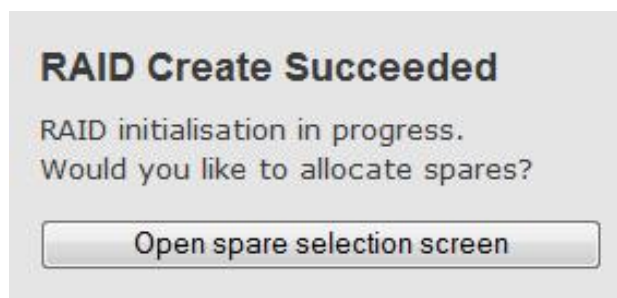 RAID Create Succeeded
RAID initialisation in progress.
Would you like to allocate spares?
Open spare selection screen